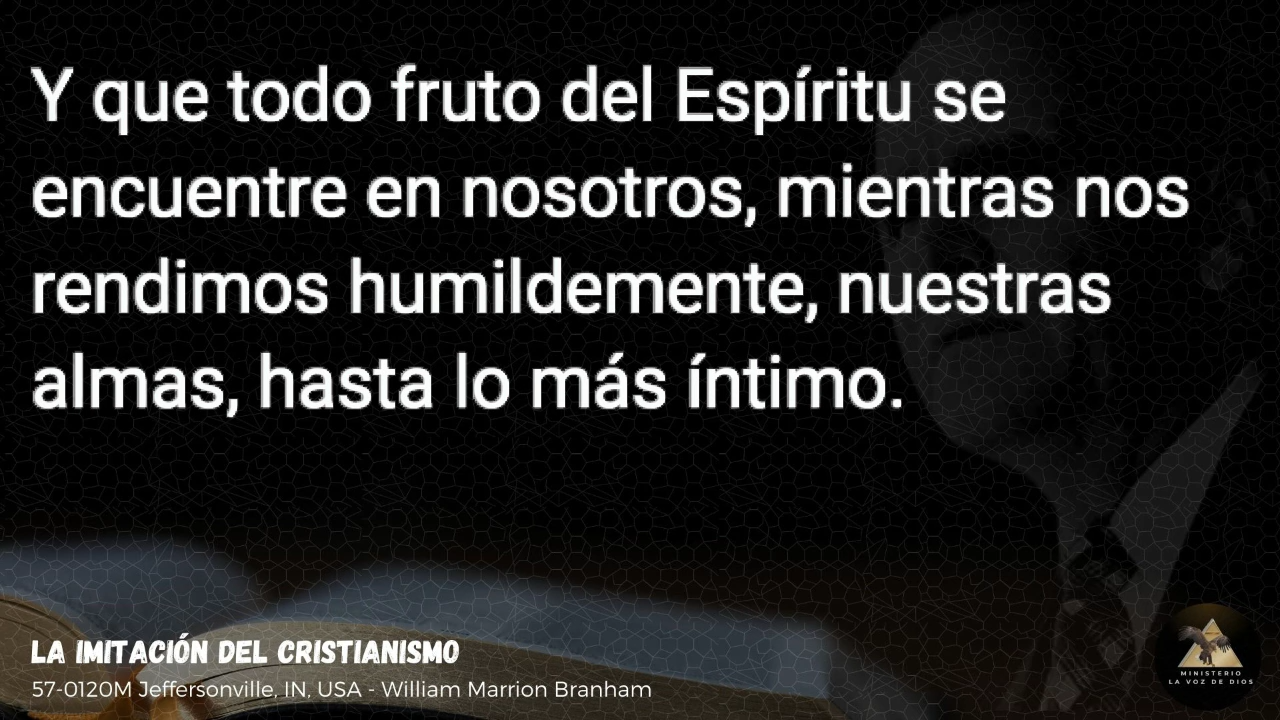 Y que todo fruto del Espíritu se
encuentre en nosotros, mientras nos
rendimos humildemente, nuestras
almas, hasta lo más íntimo.
LA IMITACIÓN DEL CRISTIANISMO
57-0120M Jeffersonville, IN, USA - William Marrion Branham
MINISTERIO
LA VOZ DE DIOS